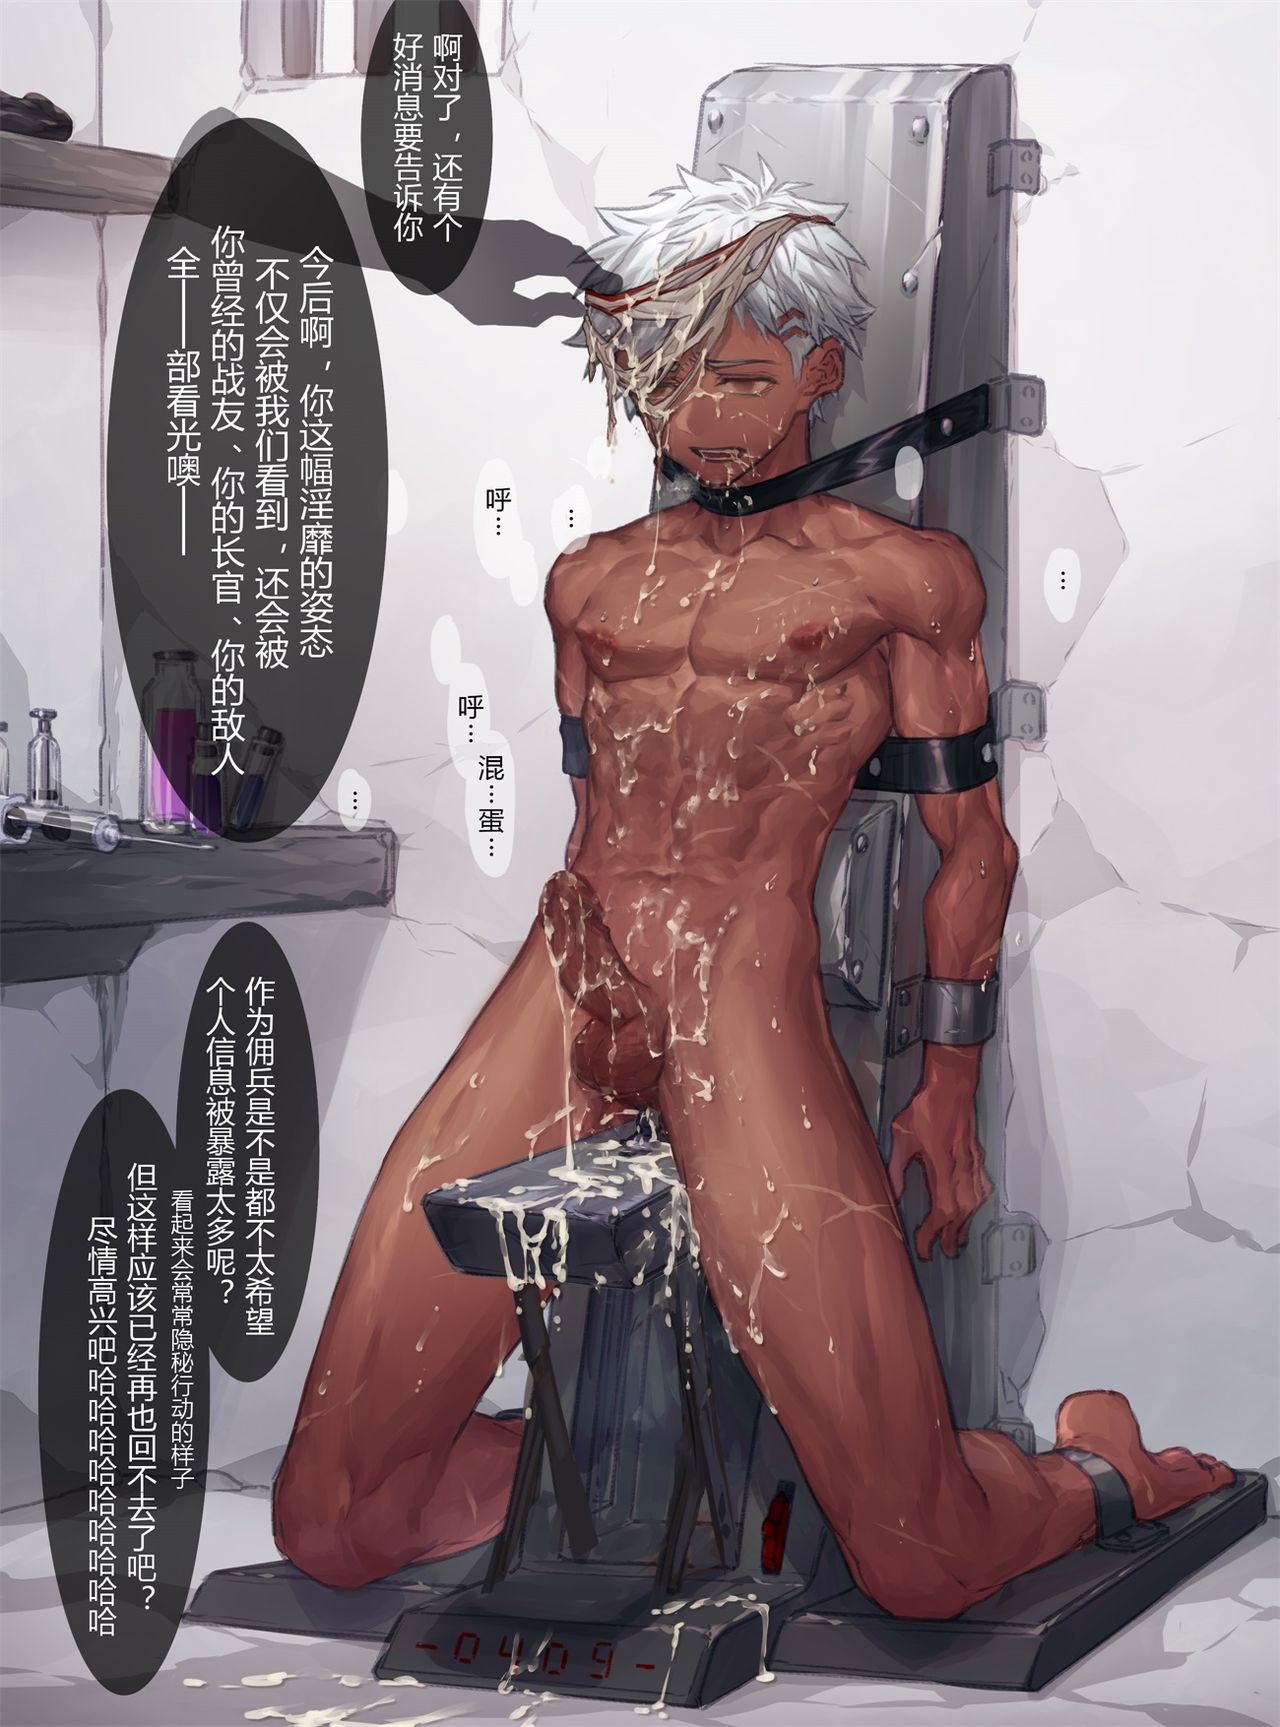 啊对了，还有个
好消息要告诉你
今后啊，你这幅淫靡的姿态
不仅会被我们看到，还会被
你曾经的战友、你的长官、你的敌人
全——部看光噢——
…
呼…
…
呼…
混…蛋…
…
作为佣兵是不是都不太希望
个人信息被暴露太多呢？
看起来会常常隐秘行动的样子
但这样应该已经再也回不去了吧？
尽情高兴吧哈哈哈哈哈哈哈哈哈
-0409-